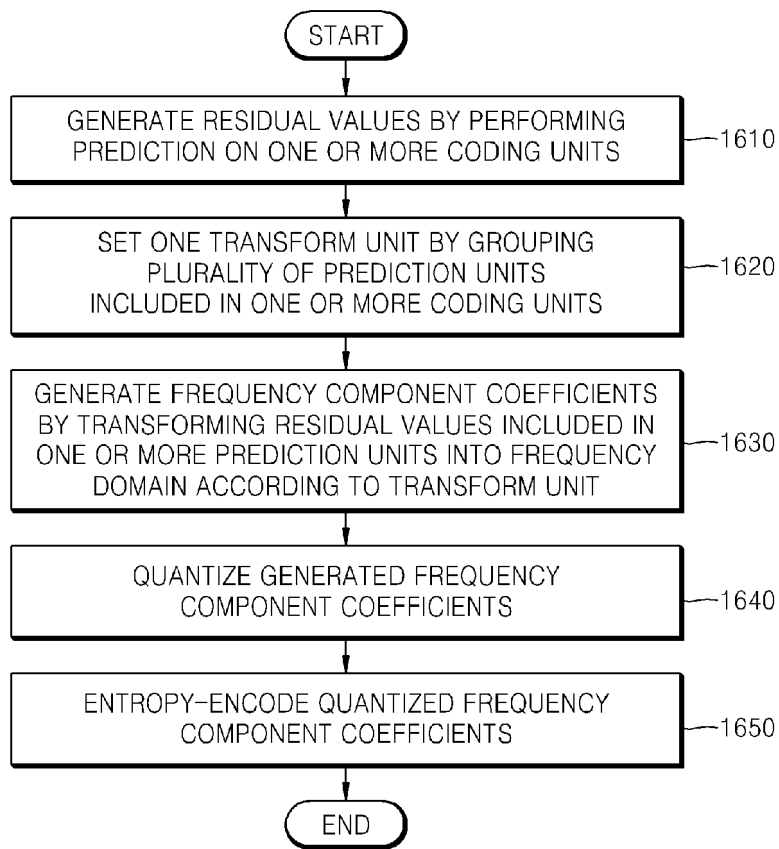 START
GENERATE RESIDUAL VALUES BY PERFORMING
PREDICTION ON ONE OR MORE CODING UNITS
1610
SET ONE TRANSFORM UNIT BY GROUPING
PLURALITY OF PREDICTION UNITS
INCLUDED IN ONE OR MORE CODING UNITS
1620
GENERATE FREQUENCY COMPONENT COEFFICIENTS
BY TRANSFORMING RESIDUAL VALUES INCLUDED IN
ONE OR MORE PREDICTION UNITS INTO FREQUENCY
DOMAIN ACCORDING TO TRANSFORM UNIT
1630
QUANTIZE GENERATED FREQUENCY
COMPONENT COEFFICIENTS
1640
ENTROPY-ENCODE QUANTIZED FREQUENCY
COMPONENT COEFFICIENTS
1650
END